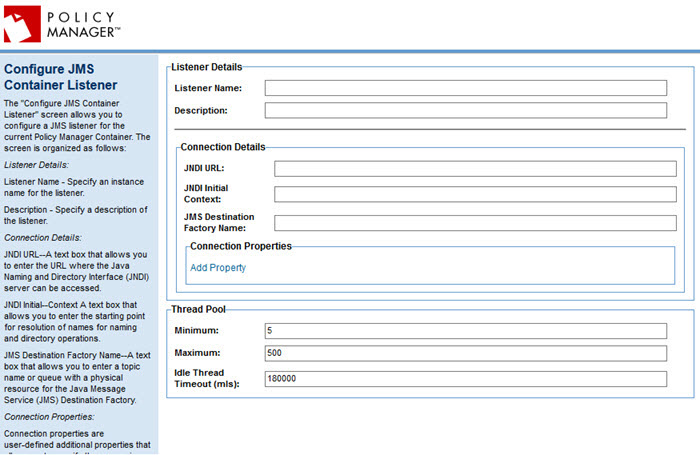 POLICY
MANAGER™
Configure JMS
Container Listener
The "Configure JMS Container
Listener" screen allows you to
configure a JMS listener for the
current Policy Manager Container. The
screen is organized as follows:
Listener Details:
Listener Name - Specify an instance
name for the listener.
Description - Specify a description of
the listener.
Connection Details:
JNDI URL--A text box that allows you
to enter the URL where the Java
Naming and Directory Interface (JNDI)
server can be accessed.
JNDI Initial--Context A text box that
allows you to enter the starting point
for resolution of names for naming
and directory operations.
JMS Destination Factory Name--A text
box that allows you to enter a topic
name or queue with a physical
resource for the Java Message
Service (JMS) Destination Factory.
Connection Properties:
Connection properties are
user-defined additional properties that
Listener Details
Listener Name:
Description:
Connection Details
JNDI URL:
JNDI Initial
Context:
JMS Destination
Factory Name:
Connection Properties
Add Property
Thread Pool
Minimum: 5
Maximum: 500
Idle Thread
Timeout (mls): 180000